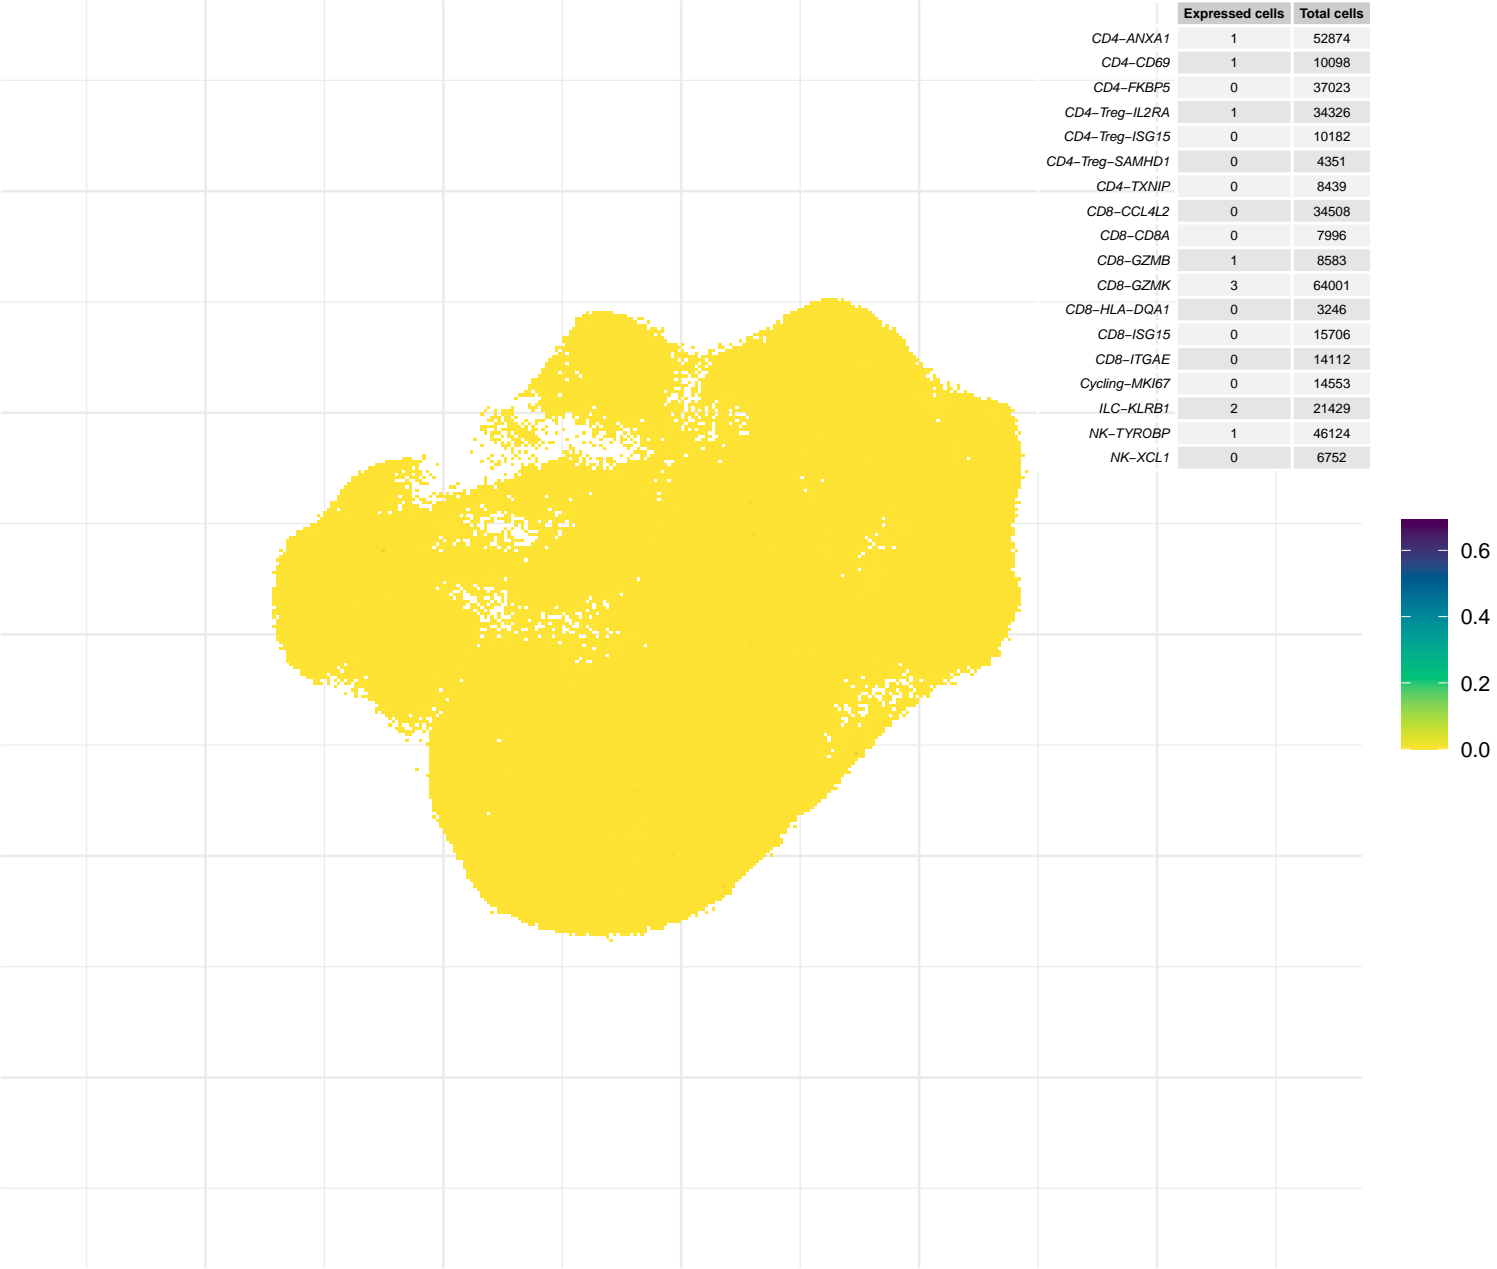 Expressed cells Total cells
CD4−ANXA1 1 52874
CD4−CD69 1 10098
CD4−FKBP5 0 37023
CD4−Treg−IL2RA 1 34326
CD4−Treg−ISG15 0 10182
CD4−Treg−SAMHD1 0 4351
CD4−TXNIP 0 8439
CD8−CCL4L2 0 34508
CD8−CD8A 0 7996
CD8−GZMB 1 8583
CD8−GZMK 3 64001
CD8−HLA−DQA1 0 3246
CD8−ISG15 0 15706
CD8−ITGAE 0 14112
Cycling−MKI67 0 14553
ILC−KLRB1 2 21429
NK−TYROBP 1 46124
NK−XCL1 0 6752
0.6
0.4
0.2
0.0